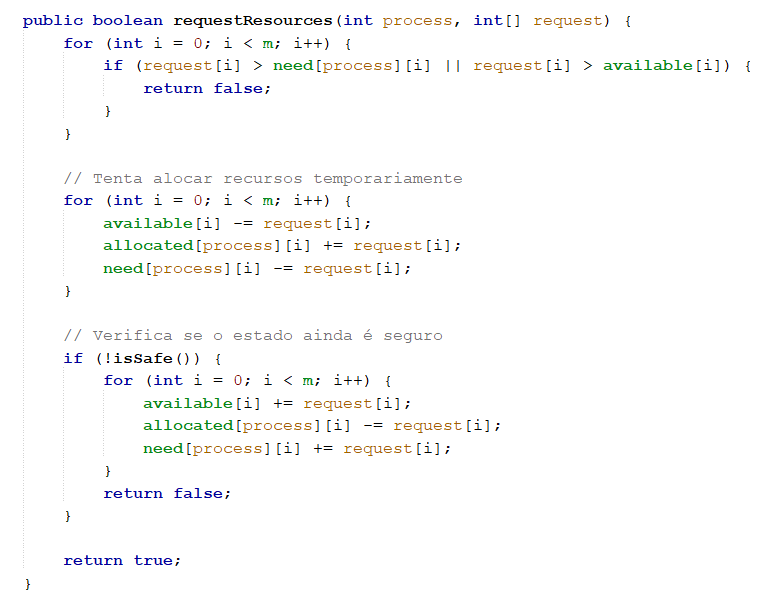 public boolean requestResources(int process, int[] request) {
    for (int i = 0; i < m; i++) {
        if (request[i] > need[process][i] || request[i] > available[i]) {
            return false;
        }
    }

    // Tenta alocar recursos temporariamente
    for (int i = 0; i < m; i++) {
        available[i] -= request[i];
        allocated[process][i] += request[i];
        need[process][i] -= request[i];
    }

    // Verifica se o estado ainda é seguro
    if (!isSafe()) {
        for (int i = 0; i < m; i++) {
            available[i] += request[i];
            allocated[process][i] -= request[i];
            need[process][i] += request[i];
        }
        return false;
    }

    return true;
}